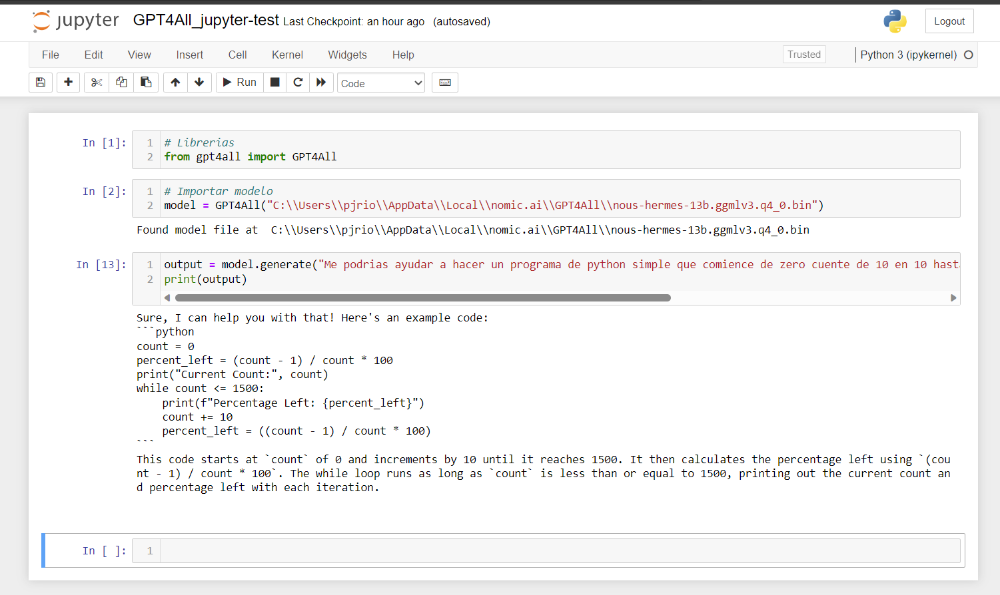 jupyter GPT4All_jupyter-test Last Checkpoint: an hour ago (autosaved) Logout
File Edit View Insert Cell Kernel Widgets Help Trusted Python 3 (ipykernel)
Run Code
In [1]: 1 # Librerias
2 from gpt4all import GPT4All
In [2]: 1 # Importar modelo
2 model = GPT4All("C:\\Users\\pjrio\\AppData\\Local\\nomic.ai\\GPT4All\\nous-hermes-13b.ggmlv3.q4_0.bin")
Found model file at  C:\\Users\\pjrio\\AppData\\Local\\nomic.ai\\GPT4All\\nous-hermes-13b.ggmlv3.q4_0.bin
In [13]: 1 output = model.generate("Me podrias ayudar a hacer un programa de python simple que comience de zero cuente de 10 en 10 hast
2 print(output)
Sure, I can help you with that! Here's an example code:
```python
count = 0
percent_left = (count - 1) / count * 100
print("Current Count:", count)
while count <= 1500:
    print(f"Percentage Left: {percent_left}")
    count += 10
    percent_left = ((count - 1) / count * 100)
```
This code starts at `count` of 0 and increments by 10 until it reaches 1500. It then calculates the percentage left using `(cou
nt - 1) / count * 100`. The while loop runs as long as `count` is less than or equal to 1500, printing out the current count an
d percentage left with each iteration.
In [ ]: 1